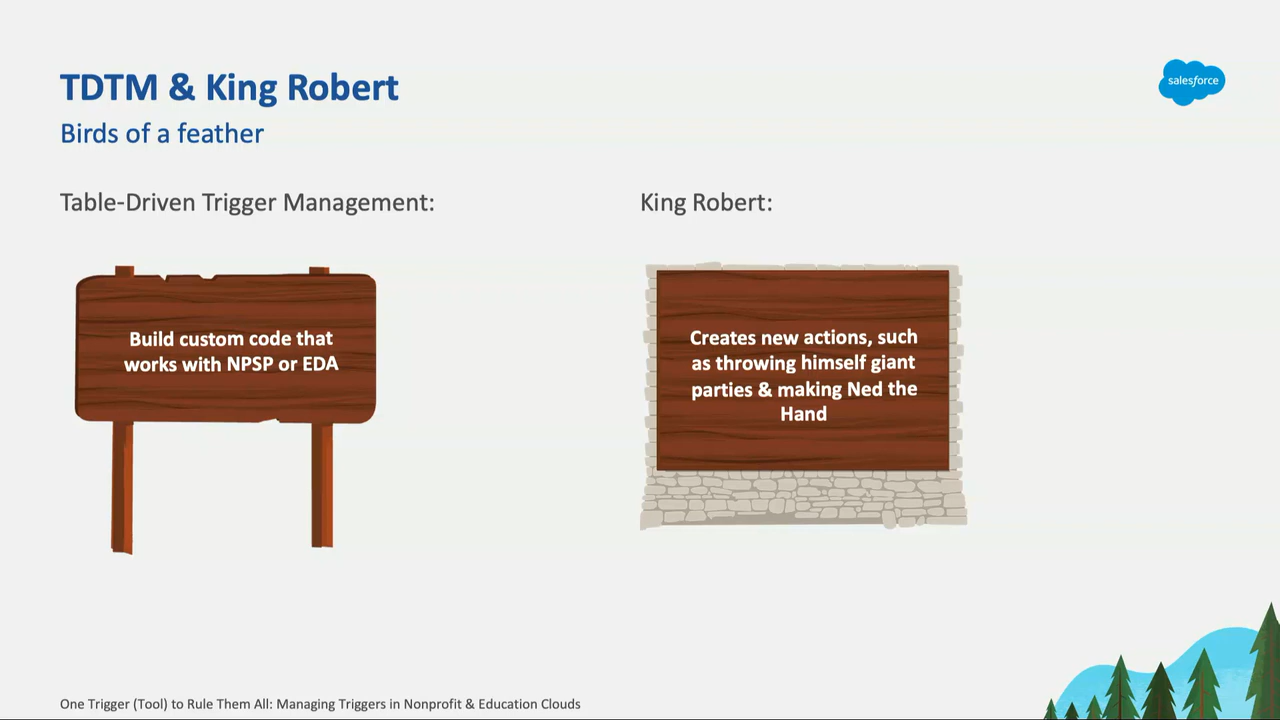 TDTM & King Robert
Birds of a feather
salesforce
Table-Driven Trigger Management:
King Robert:
Build custom code that
works with NPSP or EDA
Creates new actions, such
as throwing himself giant
parties & making Ned the
Hand
One Trigger (Tool) to Rule Them All: Managing Triggers in Nonprofit & Education Clouds